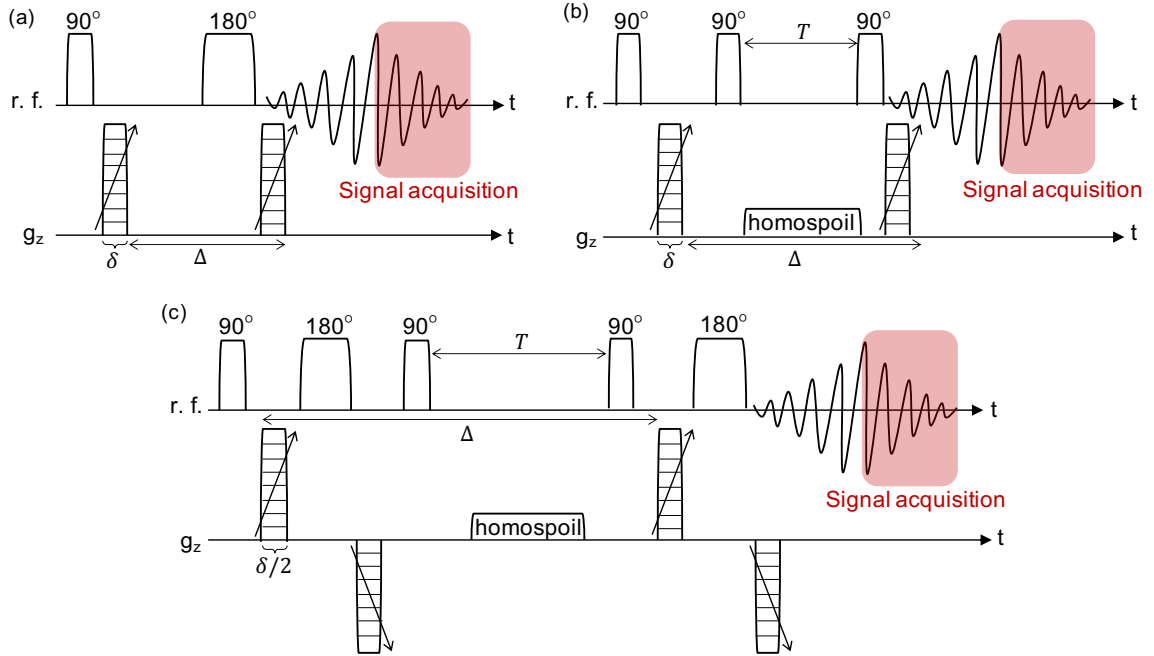 (a)
90° 180°
r. f. t
Signal acquisition
g_z t
δ Δ
(b)
90° 90° T 90°
t
Signal acquisition
homospoil
g_z t
δ Δ
(c)
90° 180° 90° T 90° 180°
r. f. t
Δ
Signal acquisition
homospoil
g_z t
δ/2